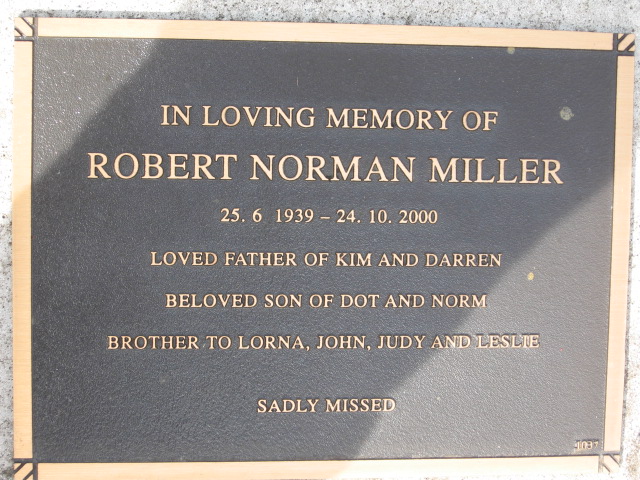 IN LOVING MEMORY OF
ROBERT NORMAN MILLER
25. 6 1939 – 24. 10. 2000
LOVED FATHER OF KIM AND DARREN
BELOVED SON OF DOT AND NORM
BROTHER TO LORNA, JOHN, JUDY AND LESLIE
SADLY MISSED